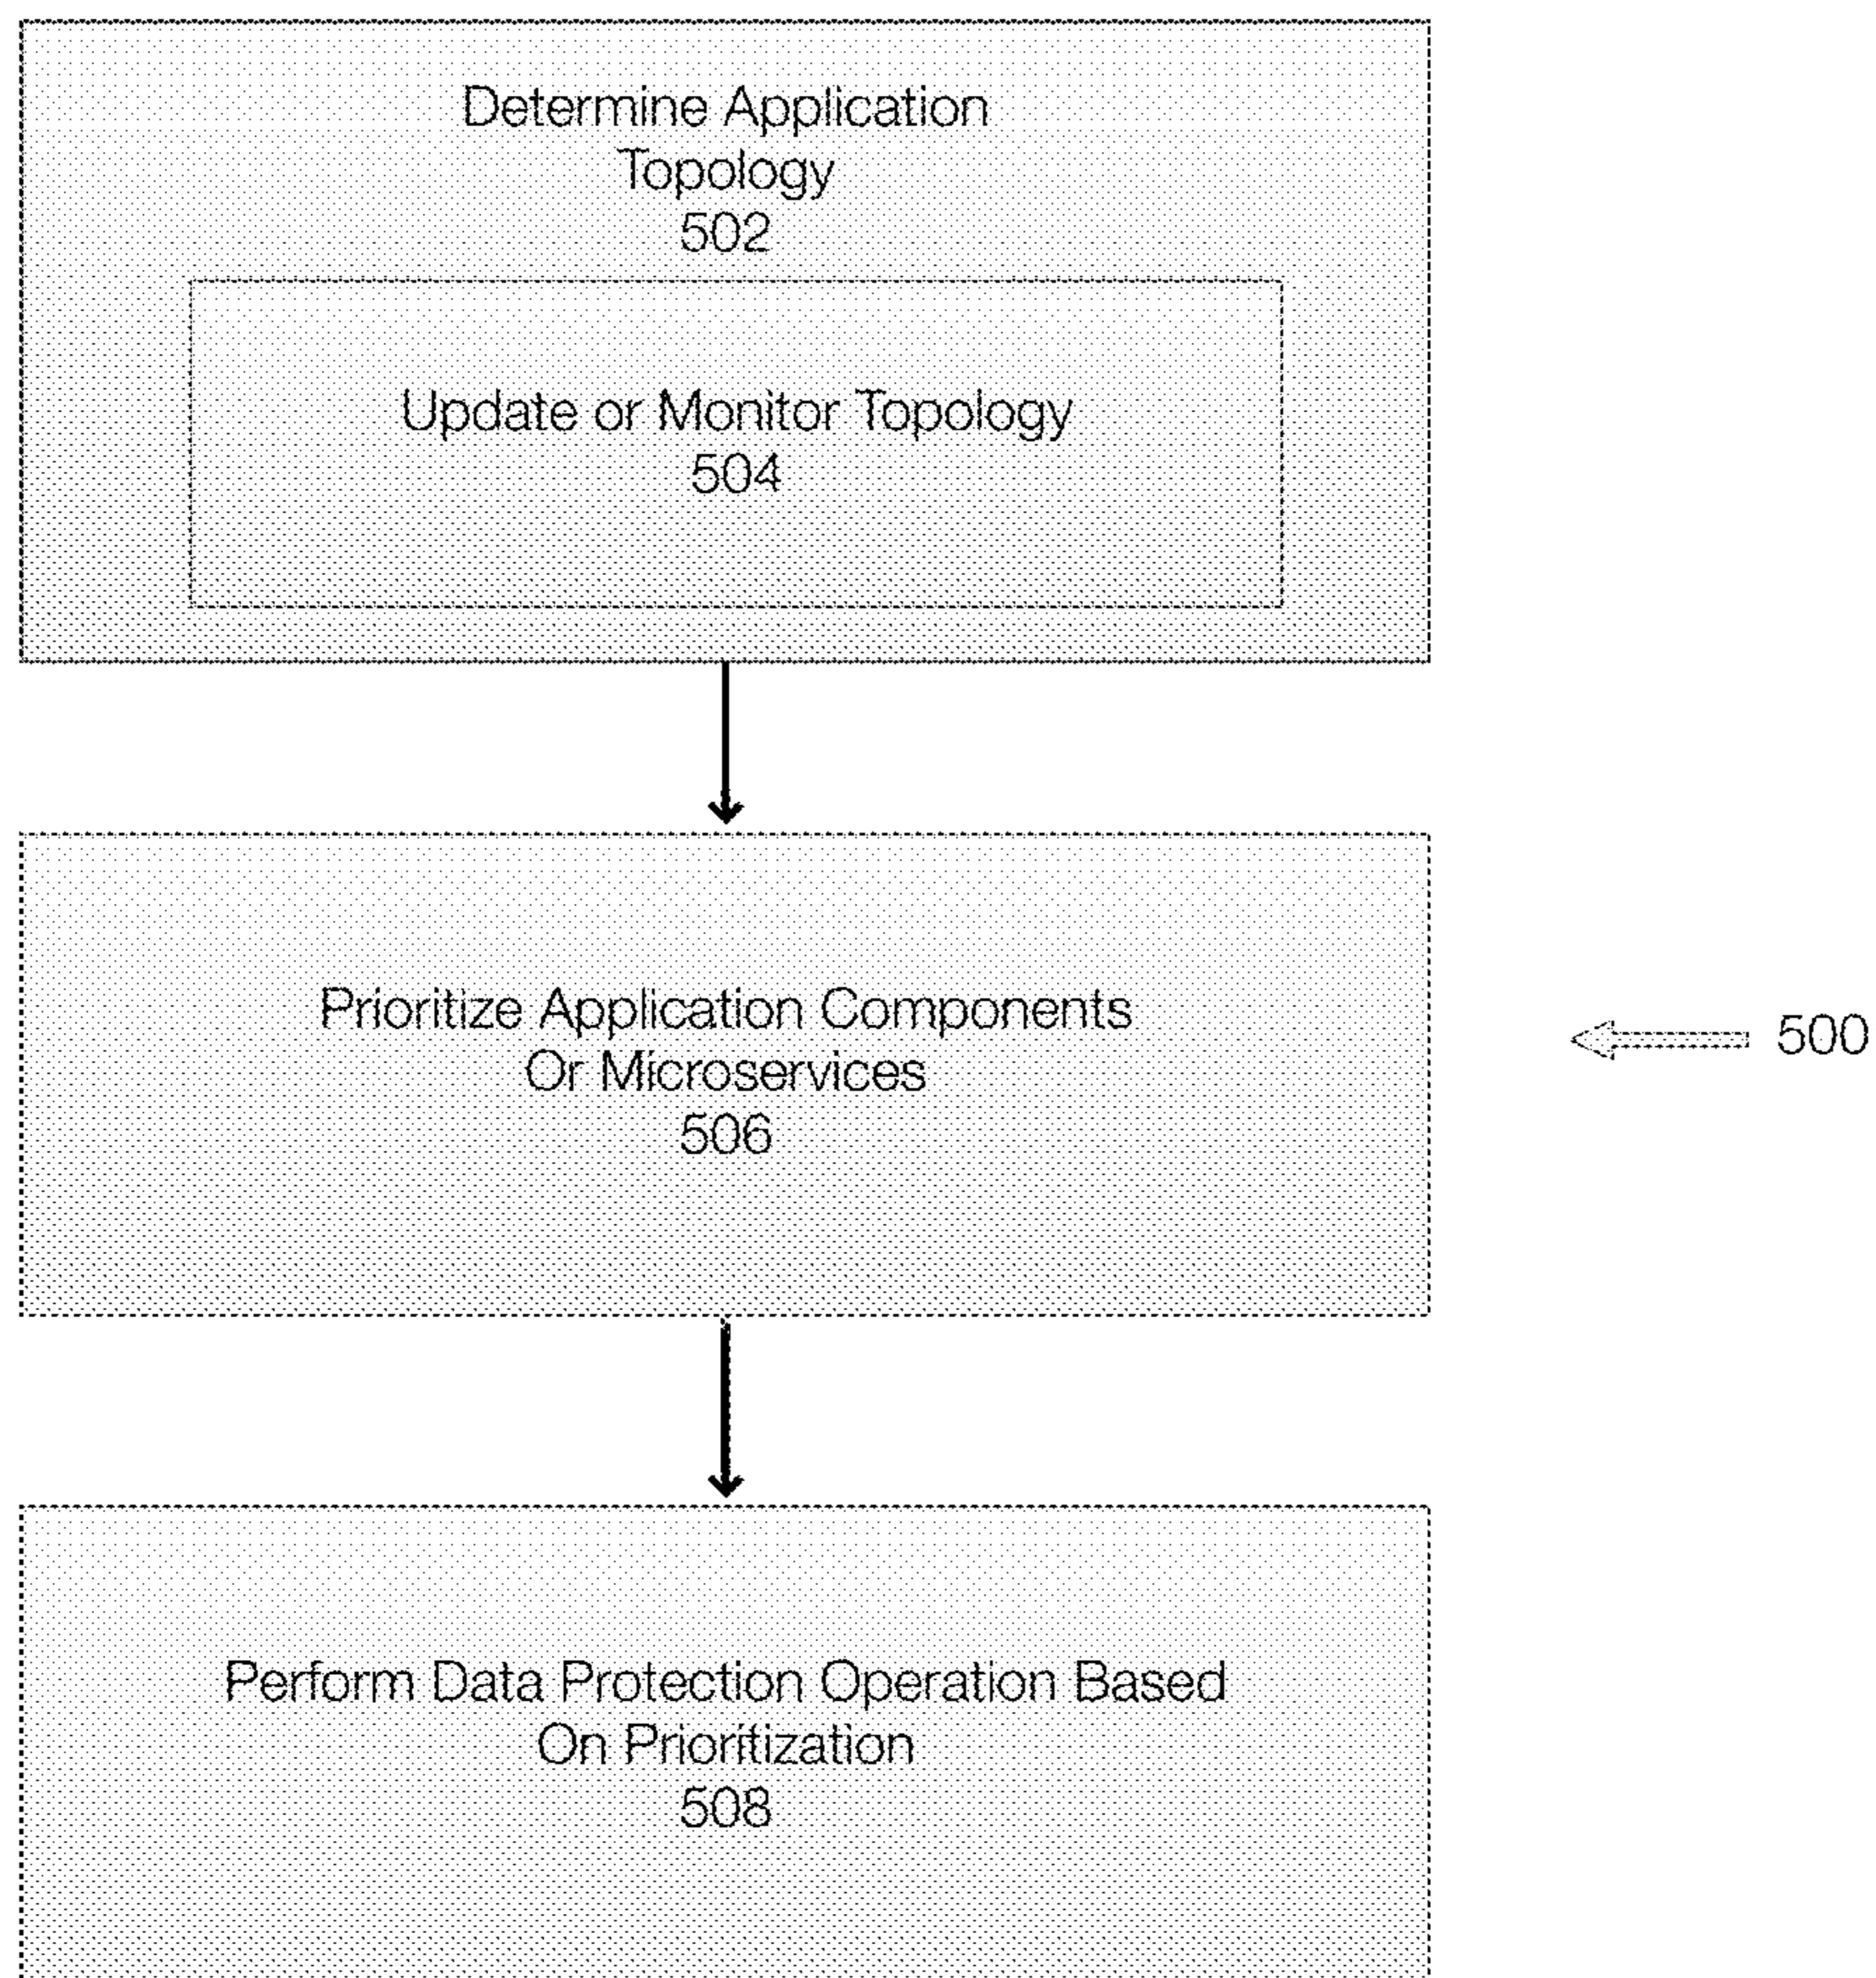 Determine Application
Topology
502
Update or Monitor Topology
504
Prioritize Application Components
Or Microservices
506
500
Perform Data Protection Operation Based
On Prioritization
508